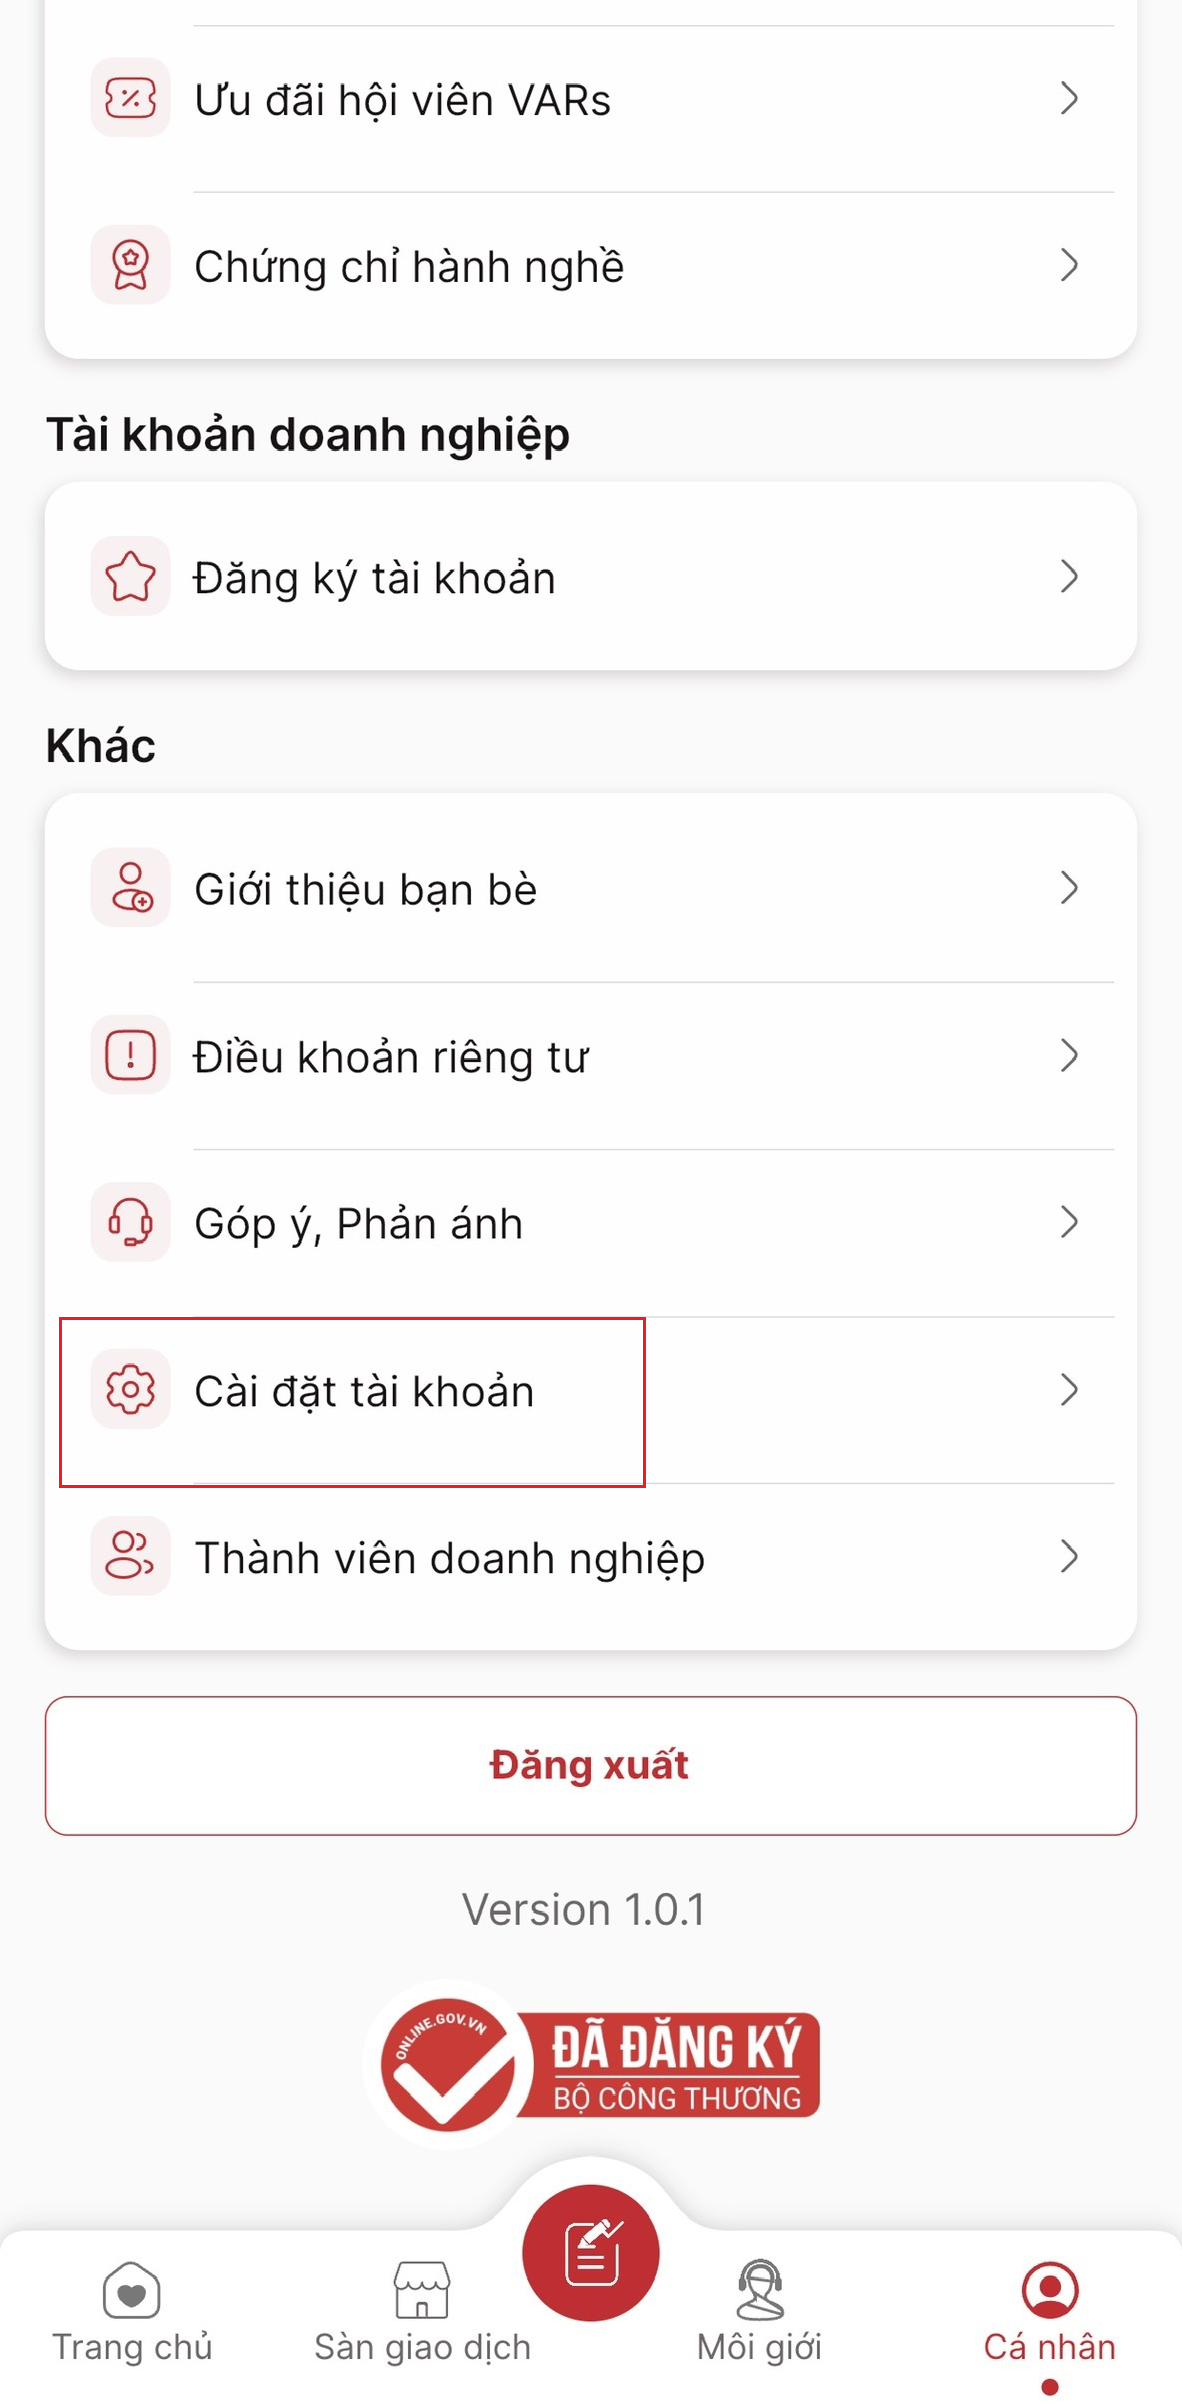 Ưu đãi hội viên VARs
Chứng chỉ hành nghề
Tài khoản doanh nghiệp
Đăng ký tài khoản
Khác
Giới thiệu bạn bè
Điều khoản riêng tư
Góp ý, Phản ánh
Cài đặt tài khoản
Thành viên doanh nghiệp
Đăng xuất
Version 1.0.1
ONLINE.GOV.VN
ĐÃ ĐĂNG KÝ
BỘ CÔNG THƯƠNG
Trang chủ
Sàn giao dịch
Môi giới
Cá nhân